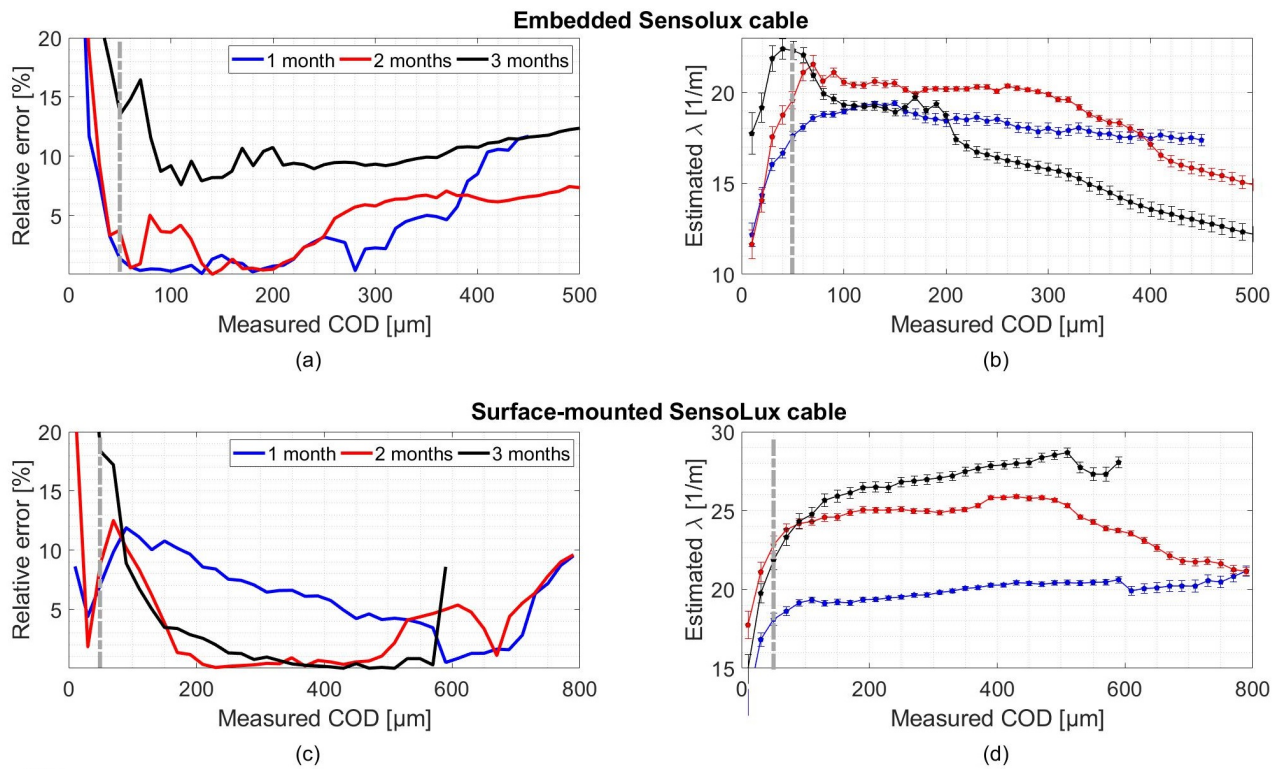 Embedded Sensolux cable
20
15
10
5
Relative error [%]
1 month 2 months 3 months
0 100 200 300 400 500
Measured COD [µm]
(a)
20
15
10
Estimated λ [1/m]
0 100 200 300 400 500
Measured COD [µm]
(b)
Surface-mounted SensoLux cable
20
15
10
5
Relative error [%]
1 month 2 months 3 months
0 200 400 600 800
Measured COD [µm]
(c)
30
25
20
15
Estimated λ [1/m]
0 200 400 600 800
Measured COD [µm]
(d)